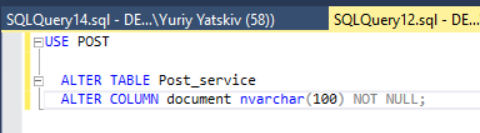 SQLQuery14.sql - DE...\Yuriy Yatskiv (58))
SQLQuery12.sql - DE...
USE POST
ALTER TABLE Post_service
ALTER COLUMN document nvarchar(100) NOT NULL;